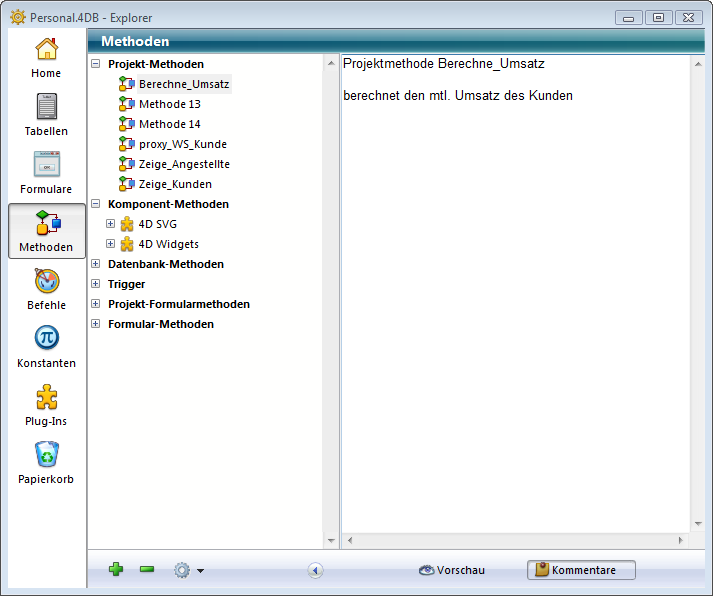 Personal.4DB - Explorer
Methoden
Home
Tabellen
Formulare
Methoden
Befehle
Konstanten
Plug-Ins
Papierkorb
Projekt-Methoden
Berechne_Umsatz
Methode 13
Methode 14
proxy_WS_Kunde
Zeige_Angestellte
Zeige_Kunden
Komponent-Methoden
4D SVG
4D Widgets
Datenbank-Methoden
Trigger
Projekt-Formularmethoden
Formular-Methoden
Projektmethode Berechne_Umsatz
berechnet den mtl. Umsatz des Kunden
Vorschau
Kommentare